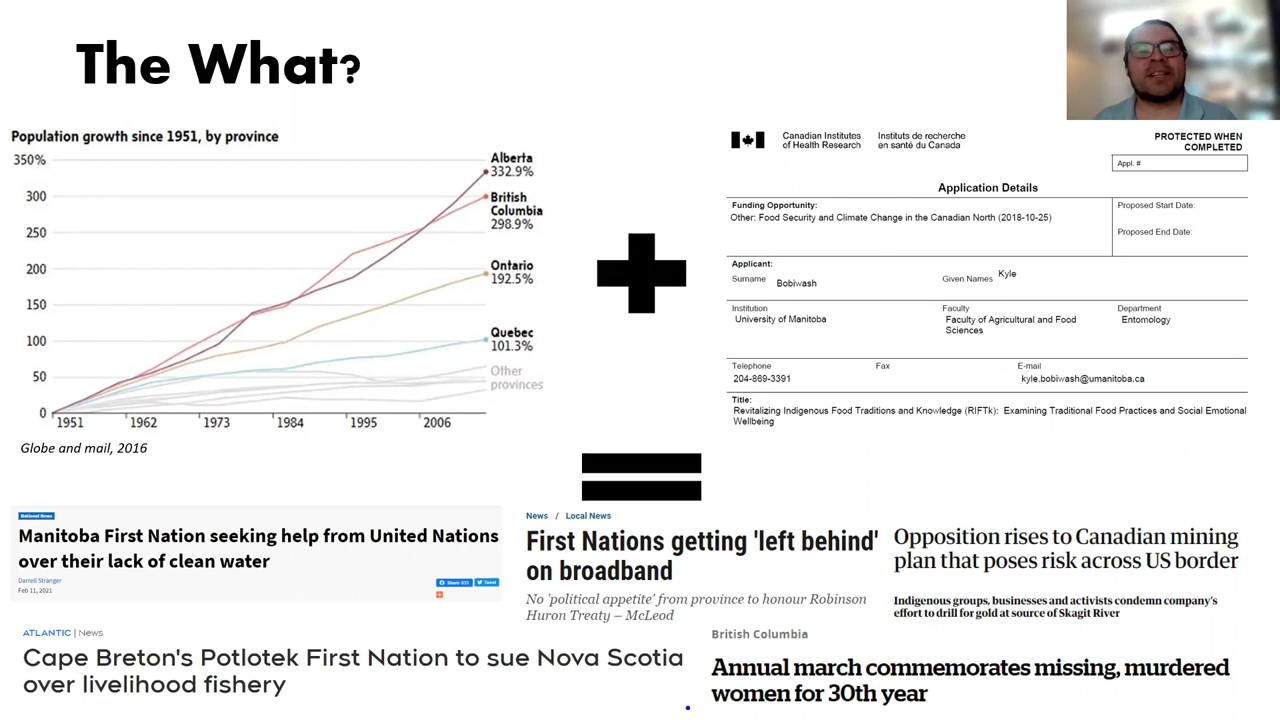 The What?
Population growth since 1951, by province
350%
300
250
200
150
100
50
0
1951
1962
1973
1984
1995
2006
Alberta
332.9%
British
Columbia
298.9%
Ontario
192.5%
Quebec
101.3%
Other
provinces
Globe and mail, 2016
Canadian Institutes
of Health Research
Instituts de recherche
en santé du Canada
PROTECTED WHEN
COMPLETED
Appl. #
Application Details
Funding Opportunity:
Other: Food Security and Climate Change in the Canadian North (2018-10-25)
Proposed Start Date:
Proposed End Date:
Applicant:
Surname
Bobiwash
Given Names
Kyle
Institution
University of Manitoba
Faculty
Faculty of Agricultural and Food
Sciences
Department
Entomology
Telephone
204-869-3391
Fax
E-mail
kyle.bobiwash@umanitoba.ca
Title:
Revitalizing Indigenous Food Traditions and Knowledge (RIFTk): Examining Traditional Food Practices and Social Emotional
Wellbeing
National News
Manitoba First Nation seeking help from United Nations
over their lack of clean water
Darrell Stranger
Feb 11, 2021
Share
Tweet
News / Local News
First Nations getting 'left behind'
on broadband
No 'political appetite' from province to honour Robinson
Huron Treaty – McLeod
Opposition rises to Canadian mining
plan that poses risk across US border
Indigenous groups, businesses and activists condemn company's
effort to drill for gold at source of Skagit River
ATLANTIC | News
Cape Breton's Potlotek First Nation to sue Nova Scotia
over livelihood fishery
British Columbia
Annual march commemorates missing, murdered
women for 30th year